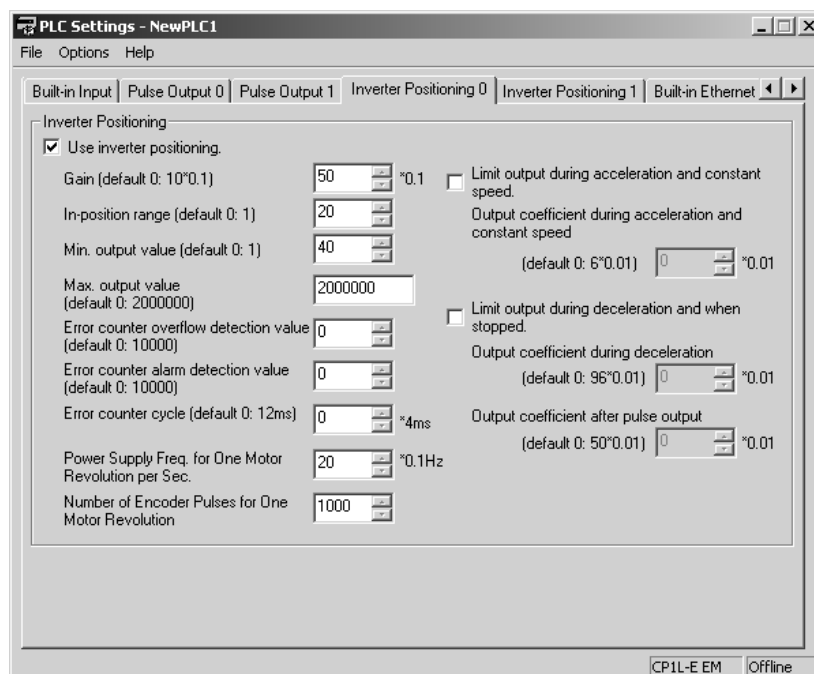 PLC Settings - NewPLC1
File Options Help
Built-in Input Pulse Output 0 Pulse Output 1 Inverter Positioning 0 Inverter Positioning 1 Built-in Ethernet
Inverter Positioning
Use inverter positioning.
Gain (default 0: 10*0.1) 50 *0.1
In-position range (default 0: 1) 20
Min. output value (default 0: 1) 40
Max. output value
(default 0: 2000000) 2000000
Error counter overflow detection value
(default 0: 10000) 0
Error counter alarm detection value
(default 0: 10000) 0
Error counter cycle (default 0: 12ms) 0 *4ms
Power Supply Freq. for One Motor
Revolution per Sec. 20 *0.1Hz
Number of Encoder Pulses for One
Motor Revolution 1000
Limit output during acceleration and constant
speed.
Output coefficient during acceleration and
constant speed
(default 0: 6*0.01) 0 *0.01
Limit output during deceleration and when
stopped.
Output coefficient during deceleration
(default 0: 96*0.01) 0 *0.01
Output coefficient after pulse output
(default 0: 50*0.01) 0 *0.01
CP1L-E EM Offline